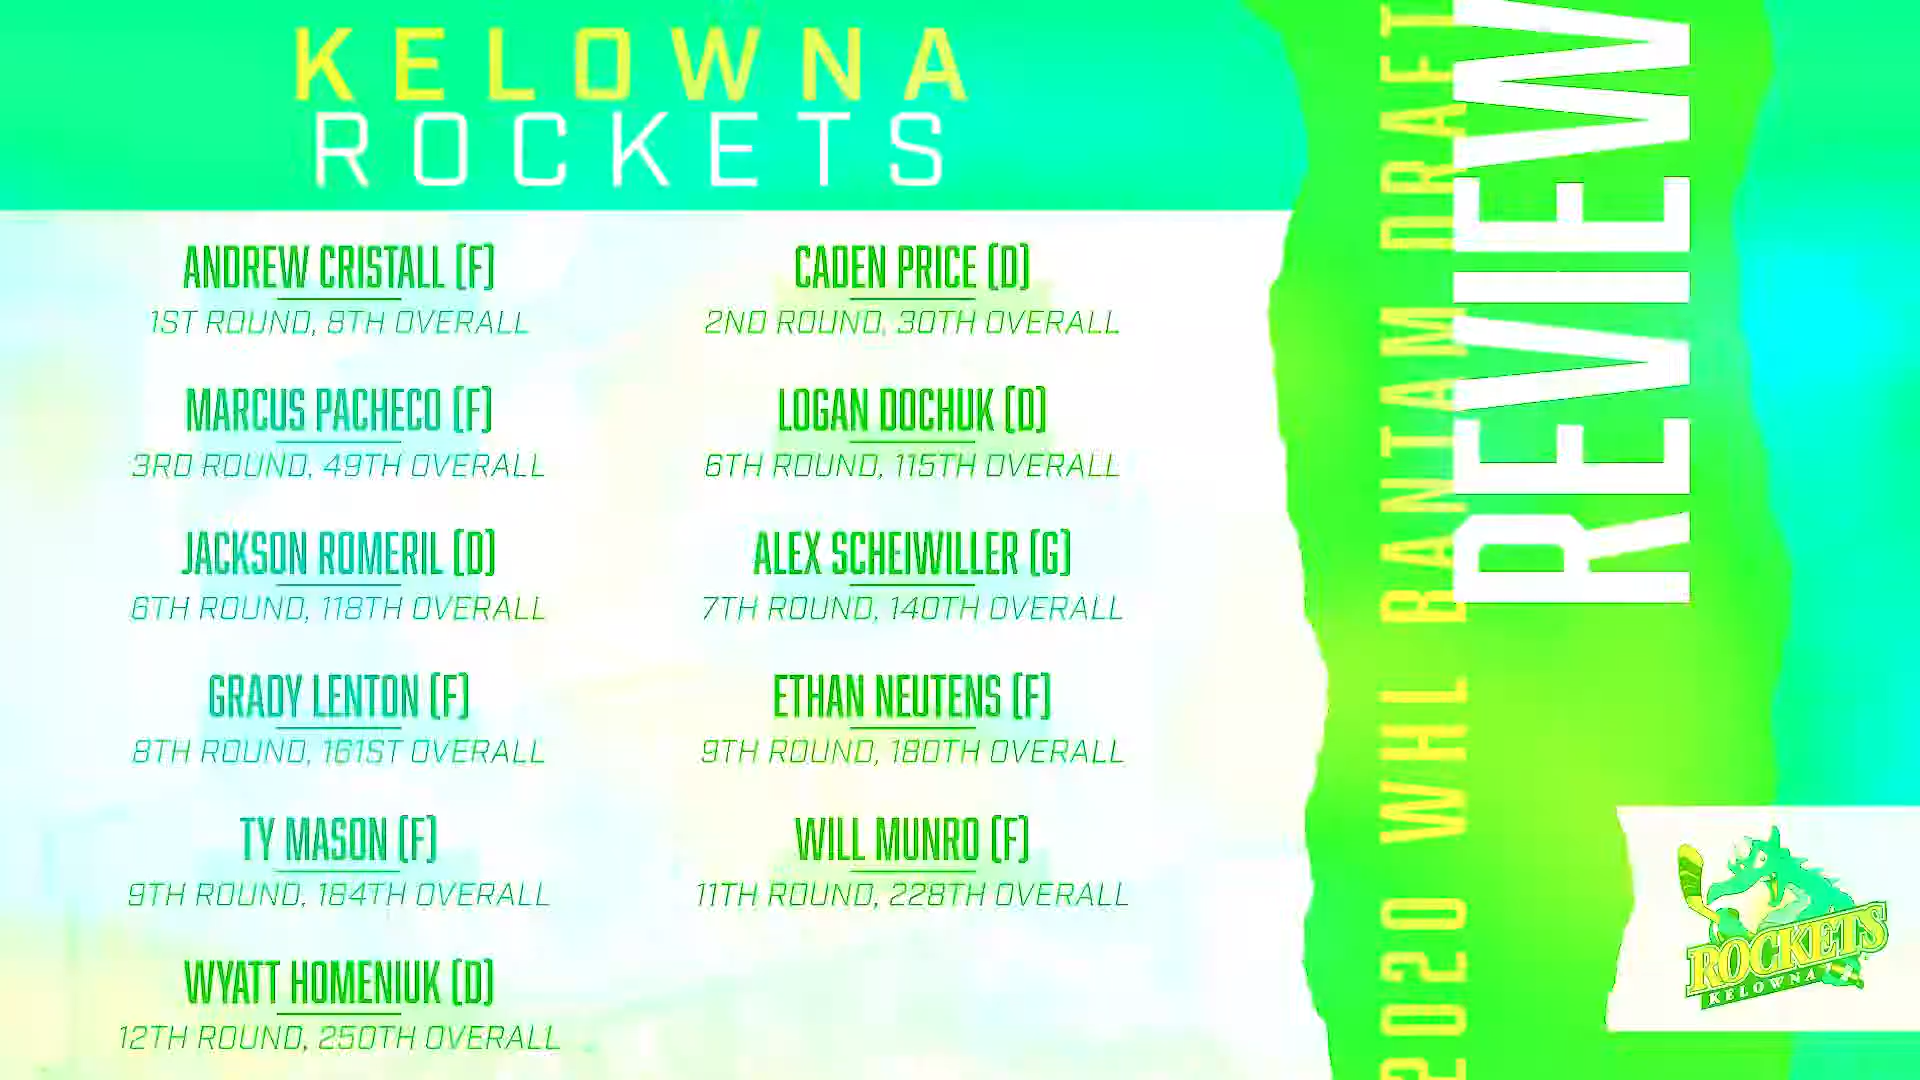 KELOWNA
ROCKETS
ANDREW CRISTALL (F)
1ST ROUND, 8TH OVERALL
CADEN PRICE (D)
2ND ROUND, 30TH OVERALL
MARCUS PACHECO (F)
3RD ROUND, 49TH OVERALL
LOGAN DOCHUK (D)
6TH ROUND, 115TH OVERALL
JACKSON ROMERIL (D)
6TH ROUND, 118TH OVERALL
ALEX SCHEIWILLER (G)
7TH ROUND, 140TH OVERALL
GRADY LENTON (F)
8TH ROUND, 161ST OVERALL
ETHAN NEUTENS (F)
9TH ROUND, 180TH OVERALL
TY MASON (F)
9TH ROUND, 184TH OVERALL
WILL MUNRO (F)
11TH ROUND, 228TH OVERALL
WYATT HOMENIUK (D)
12TH ROUND, 250TH OVERALL
2020 WHL BANTAM DRAFT
REVIEW
ROCKETS
KELOWNA